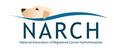 NARCH
National Association of Registered Canine Hydrotherapists